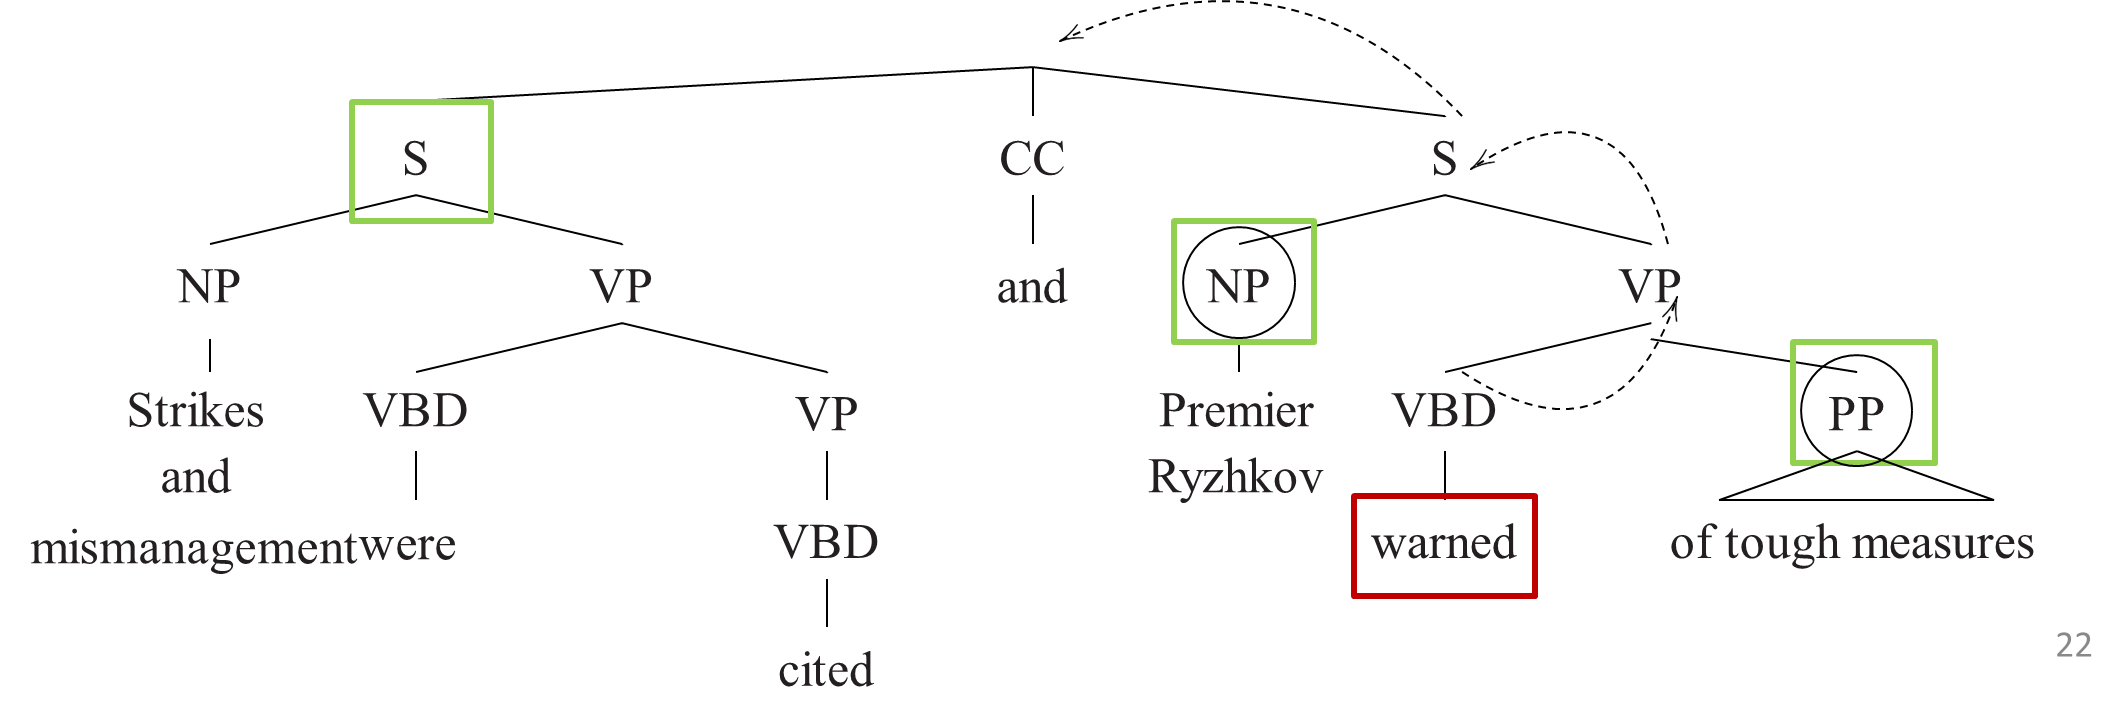 S CC S
NP VP and NP VP
Strikes VBD VP Premier VBD PP
and Ryzhkov
mismanagement were VBD warned of tough measures
cited
22